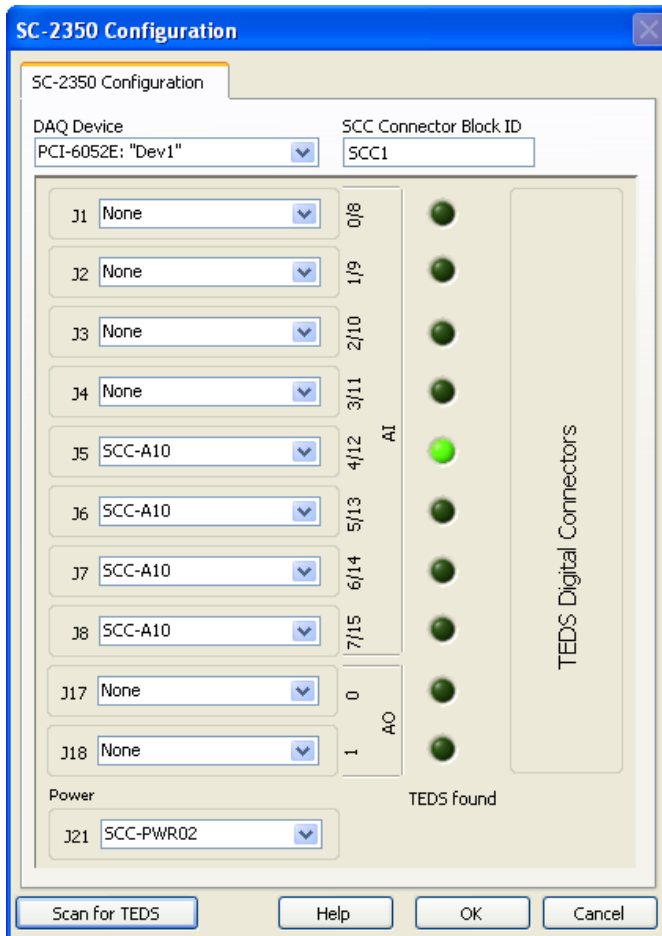 SC-2350 Configuration
SC-2350 Configuration
DAQ Device SCC Connector Block ID
PCI-6052E: "Dev1" SCC1
J1 None 0/8
J2 None 1/9
J3 None 2/10
J4 None 3/11
AI
J5 SCC-A10 4/12
J6 SCC-A10 5/13
J7 SCC-A10 6/14
J8 SCC-A10 7/15
TEDS Digital Connectors
J17 None 0
AO
J18 None 1
Power TEDS found
J21 SCC-PWR02
Scan for TEDS Help OK Cancel